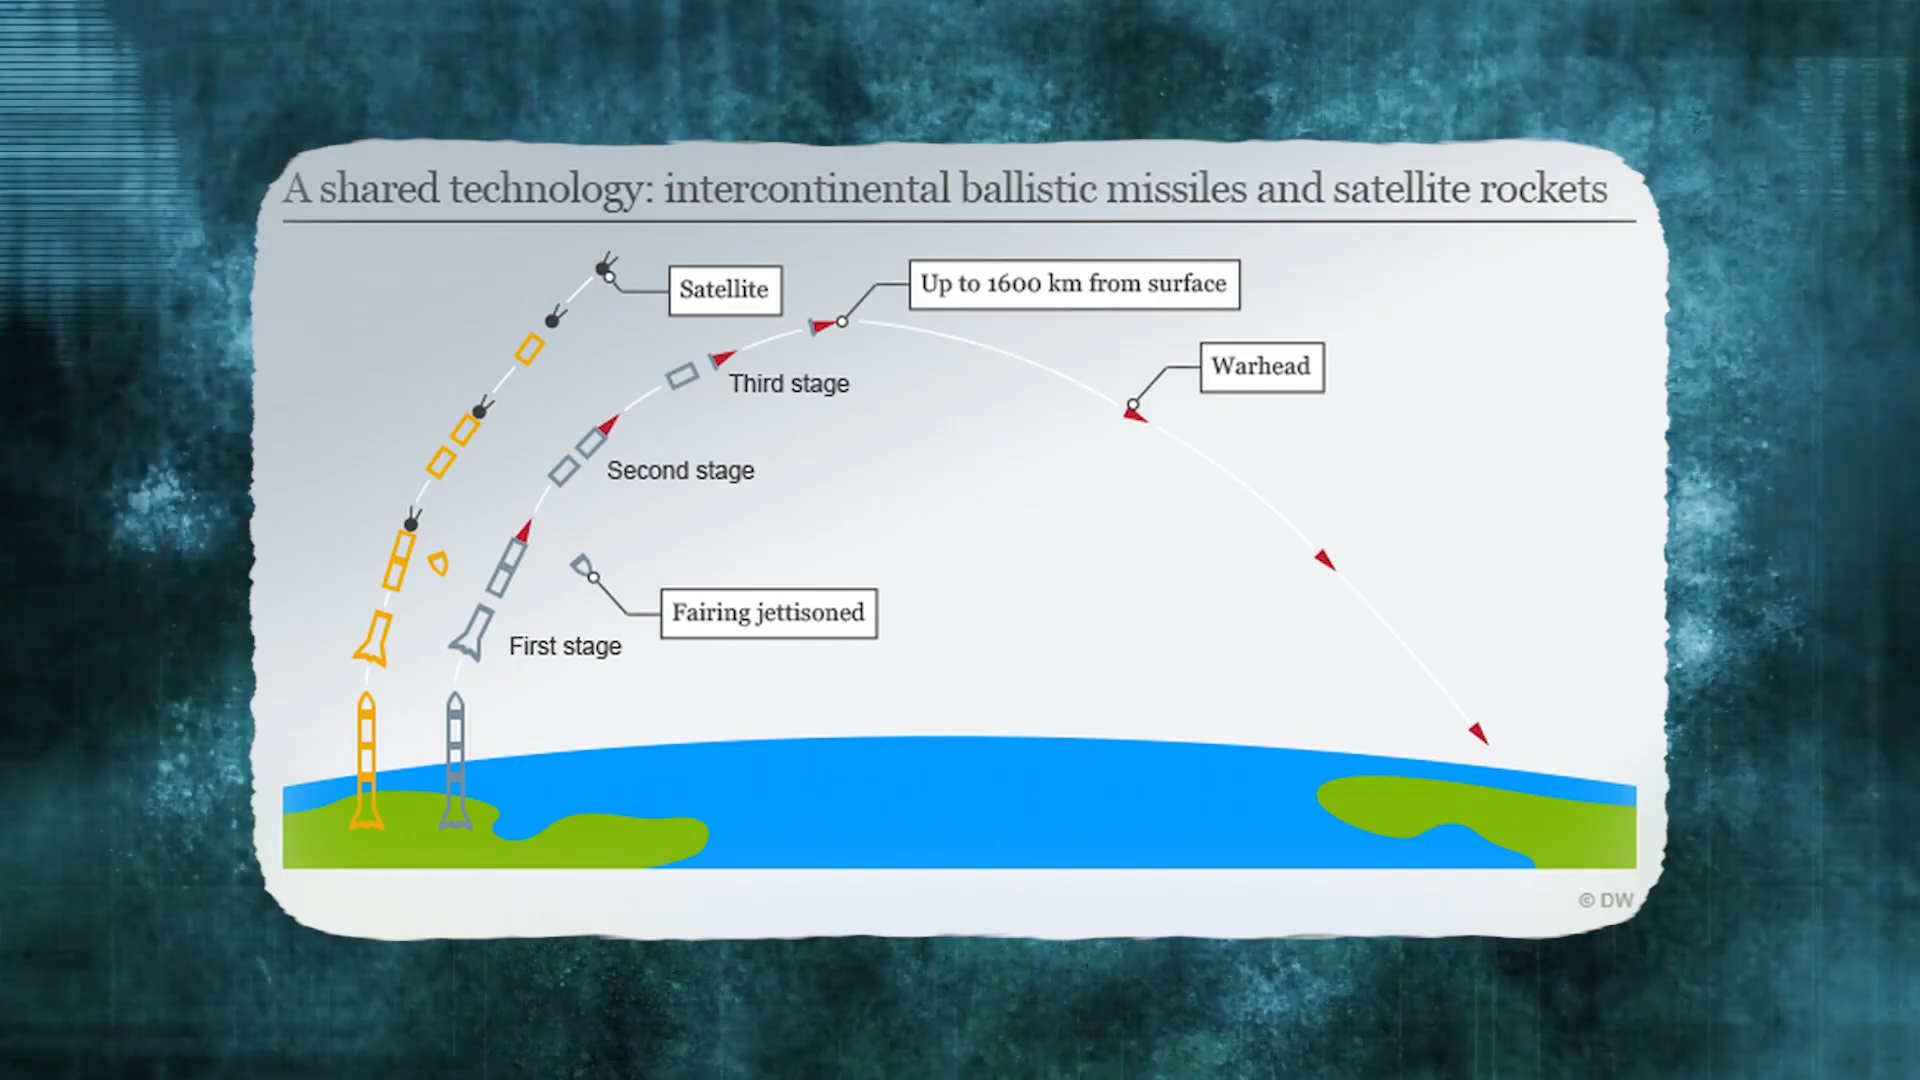 A shared technology: intercontinental ballistic missiles and satellite rockets
Satellite
Up to 1600 km from surface
Warhead
Third stage
Second stage
Fairing jettisoned
First stage
© DW